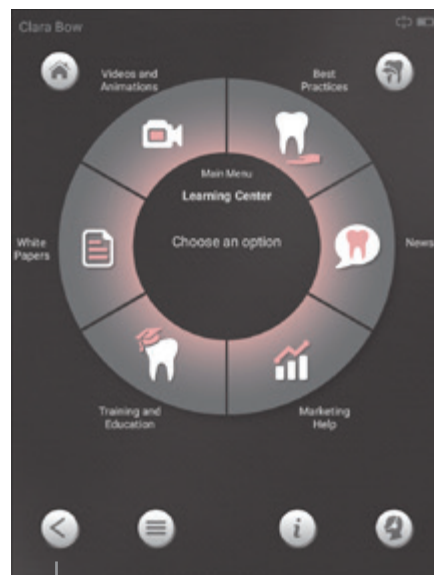 Clara Bow
Videos and
Animations
Best
Practices
Main Menu
Learning Center
Choose an option
White
Papers
News
Training and
Education
Marketing
Help
i